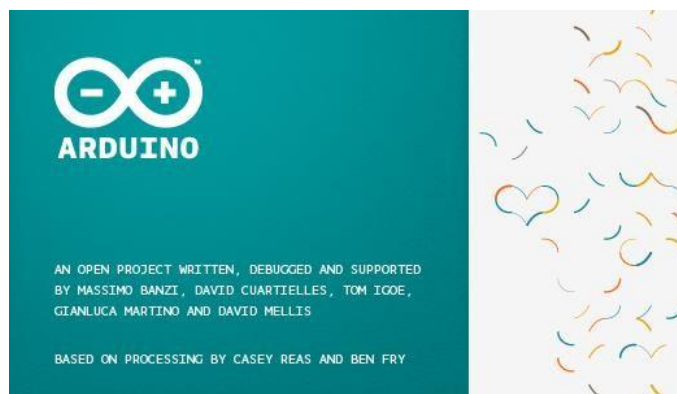 ARDUINO
AN OPEN PROJECT WRITTEN, DEBUGGED AND SUPPORTED
BY MASSIMO BANZI, DAVID CUARTIELLES, TOM IGOE,
GIANLUCA MARTINO AND DAVID MELLIS
BASED ON PROCESSING BY CASEY REAS AND BEN FRY